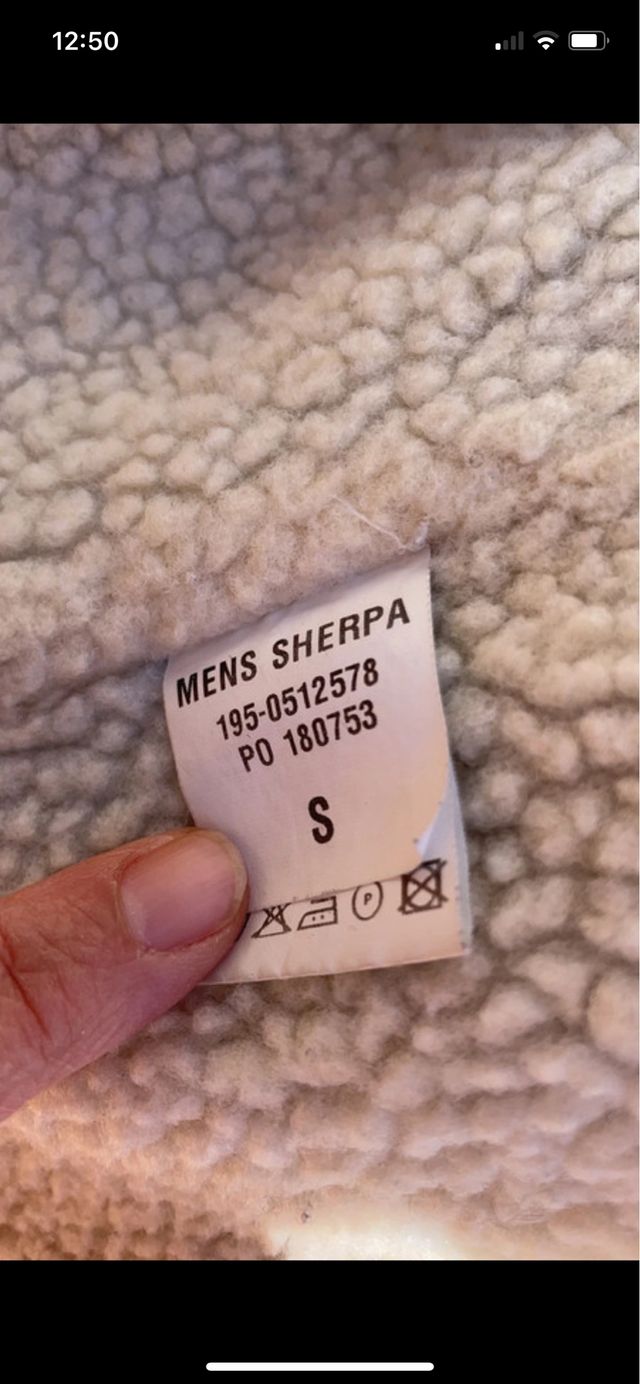 12:50
MENS SHERPA
195-0512578
PO 180753
S
P